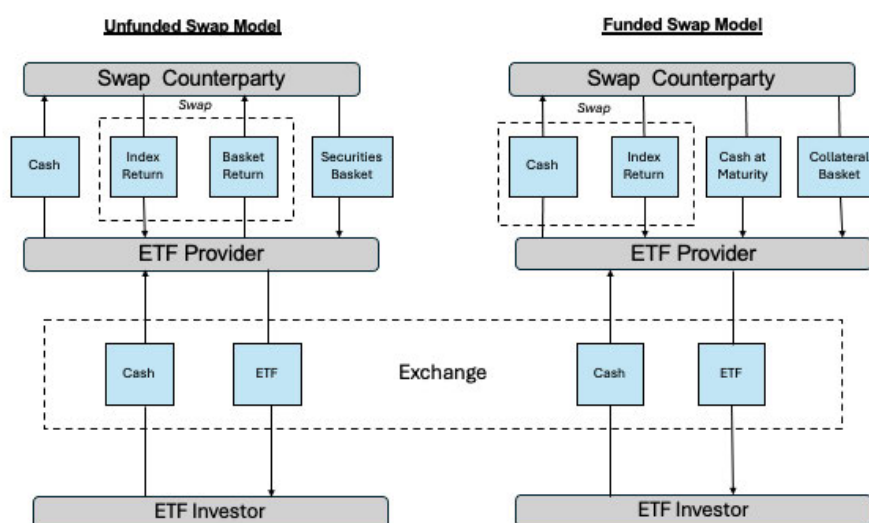 Unfunded Swap Model
Funded Swap Model
Swap Counterparty
Swap Counterparty
Swap
Swap
Cash
Index
Return
Basket
Return
Securities
Basket
Cash
Index
Return
Cash at
Maturity
Collateral
Basket
ETF Provider
ETF Provider
Cash
ETF
Exchange
Cash
ETF
ETF Investor
ETF Investor